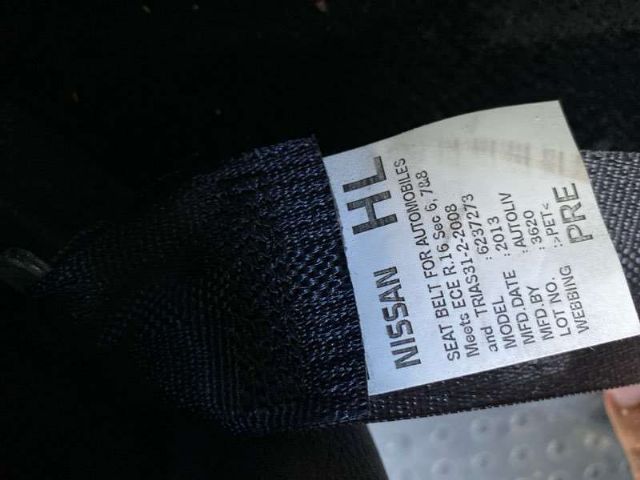 NISSAN HL
SEAT BELT FOR AUTOMOBILES
Meets ECE R.16 Sec 6, 7&8
and TRIAS31-2-2008
MODEL : 6237273
MFD.DATE : 2013
MFD.BY : AUTOLIV
LOT NO. : 3620
WEBBING :>PET<
PRE